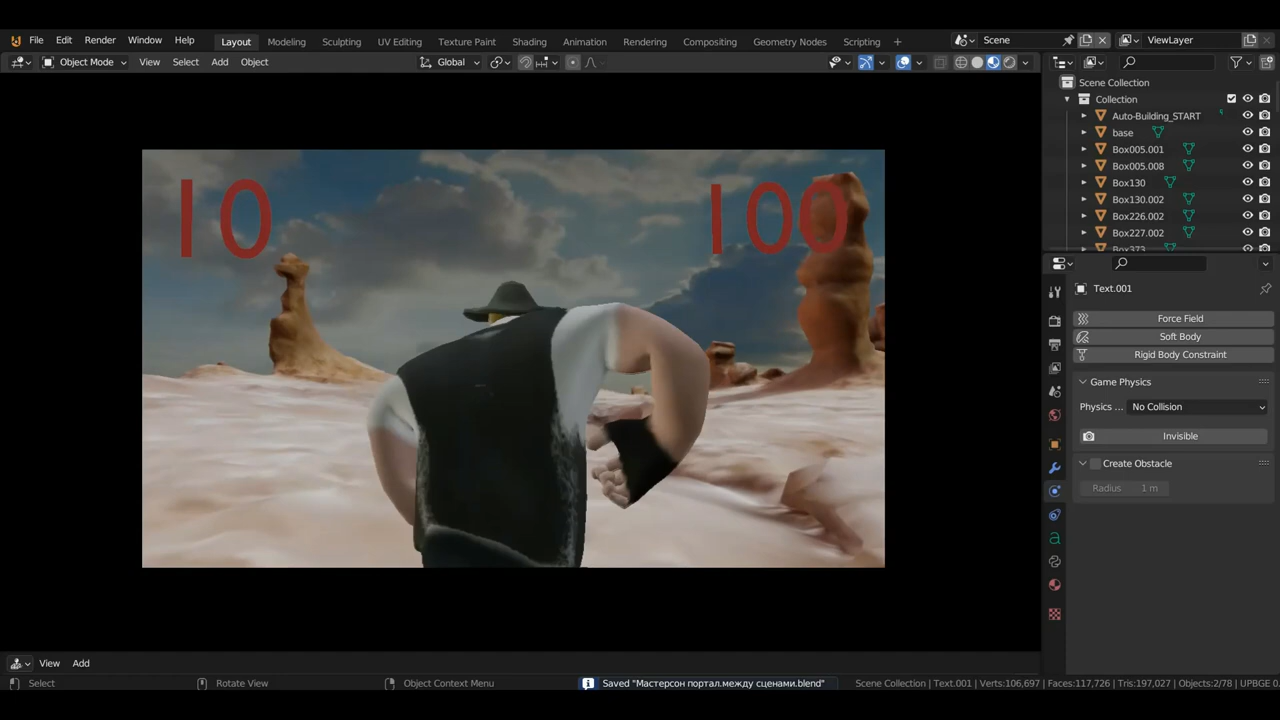 File Edit Render Window Help Layout Modeling Sculpting UV Editing Texture Paint Shading Animation Rendering Compositing Geometry Nodes Scripting + Scene ViewLayer
Object Mode View Select Add Object Global
Scene Collection
Collection
Auto-Building_START
base
Box005.001
Box005.008
Box130
Box130.002
Box226.002
Box227.002
Box373
10 100
Text.001
Force Field
Soft Body
Rigid Body Constraint
Game Physics
Physics ... No Collision
Invisible
Create Obstacle
Radius 1 m
View Add
Select Rotate View Object Context Menu Saved "Мастерсон портал.между сценами.blend" Scene Collection | Text.001 | Verts:106,697 | Faces:117,726 | Tris:197,027 | Objects:2/78 | UPBGE 0.